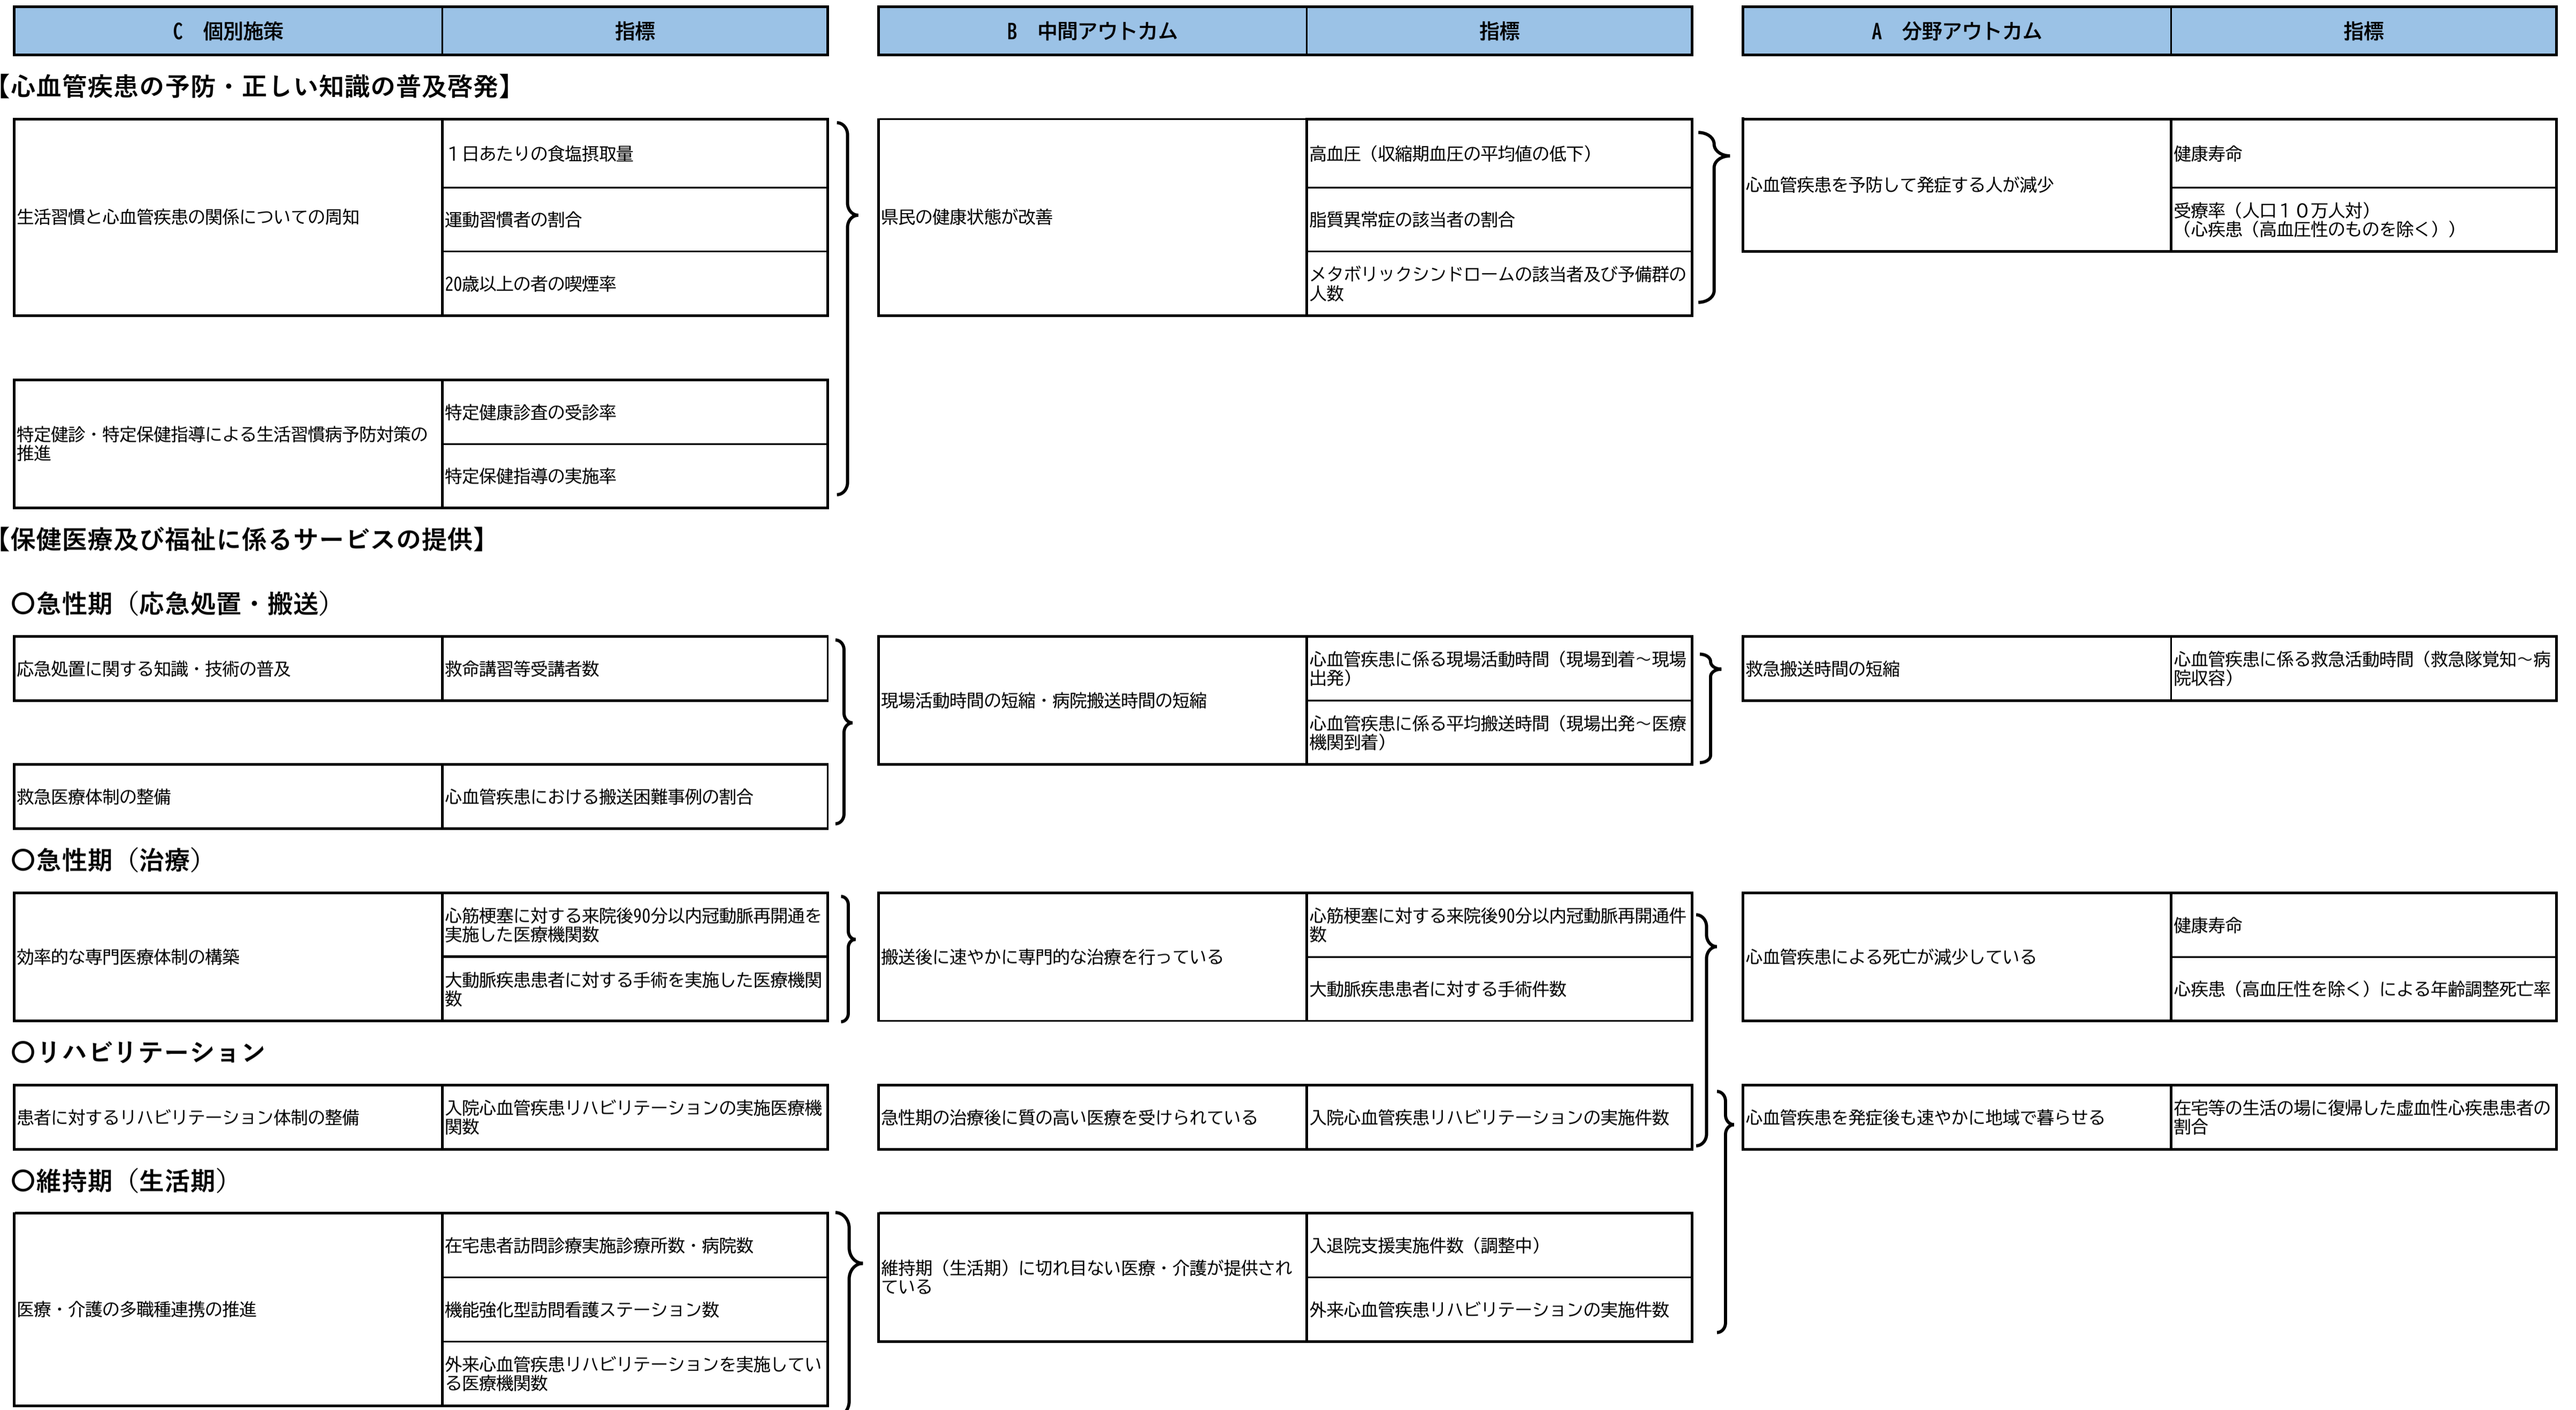 C　個別施策
指標
B　中間アウトカム
指標
A　分野アウトカム
指標
【心血管疾患の予防・正しい知識の普及啓発】
生活習慣と心血管疾患の関係についての周知
１日あたりの食塩摂取量
運動習慣者の割合
20歳以上の者の喫煙率
県民の健康状態が改善
高血圧（収縮期血圧の平均値の低下）
脂質異常症の該当者の割合
メタボリックシンドロームの該当者及び予備群の
人数
心血管疾患を予防して発症する人が減少
健康寿命
受療率（人口１０万人対）
（心疾患（高血圧性のものを除く））
特定健診・特定保健指導による生活習慣病予防対策の
推進
特定健康診査の受診率
特定保健指導の実施率
【保健医療及び福祉に係るサービスの提供】
〇急性期（応急処置・搬送）
応急処置に関する知識・技術の普及
救命講習等受講者数
現場活動時間の短縮・病院搬送時間の短縮
心血管疾患に係る現場活動時間（現場到着～現場
出発）
心血管疾患に係る平均搬送時間（現場出発～医療
機関到着）
救急搬送時間の短縮
心血管疾患に係る救急活動時間（救急隊覚知～病
院収容）
救急医療体制の整備
心血管疾患における搬送困難事例の割合
〇急性期（治療）
効率的な専門医療体制の構築
心筋梗塞に対する来院後90分以内冠動脈再開通を
実施した医療機関数
大動脈疾患患者に対する手術を実施した医療機関
数
搬送後に速やかに専門的な治療を行っている
心筋梗塞に対する来院後90分以内冠動脈再開通件
数
大動脈疾患患者に対する手術件数
心血管疾患による死亡が減少している
健康寿命
心疾患（高血圧性を除く）による年齢調整死亡率
〇リハビリテーション
患者に対するリハビリテーション体制の整備
入院心血管疾患リハビリテーションの実施医療機
関数
急性期の治療後に質の高い医療を受けられている
入院心血管疾患リハビリテーションの実施件数
心血管疾患を発症後も速やかに地域で暮らせる
在宅等の生活の場に復帰した虚血性心疾患患者の
割合
〇維持期（生活期）
医療・介護の多職種連携の推進
在宅患者訪問診療実施診療所数・病院数
機能強化型訪問看護ステーション数
外来心血管疾患リハビリテーションを実施してい
る医療機関数
維持期（生活期）に切れ目ない医療・介護が提供され
ている
入退院支援実施件数（調整中）
外来心血管疾患リハビリテーションの実施件数